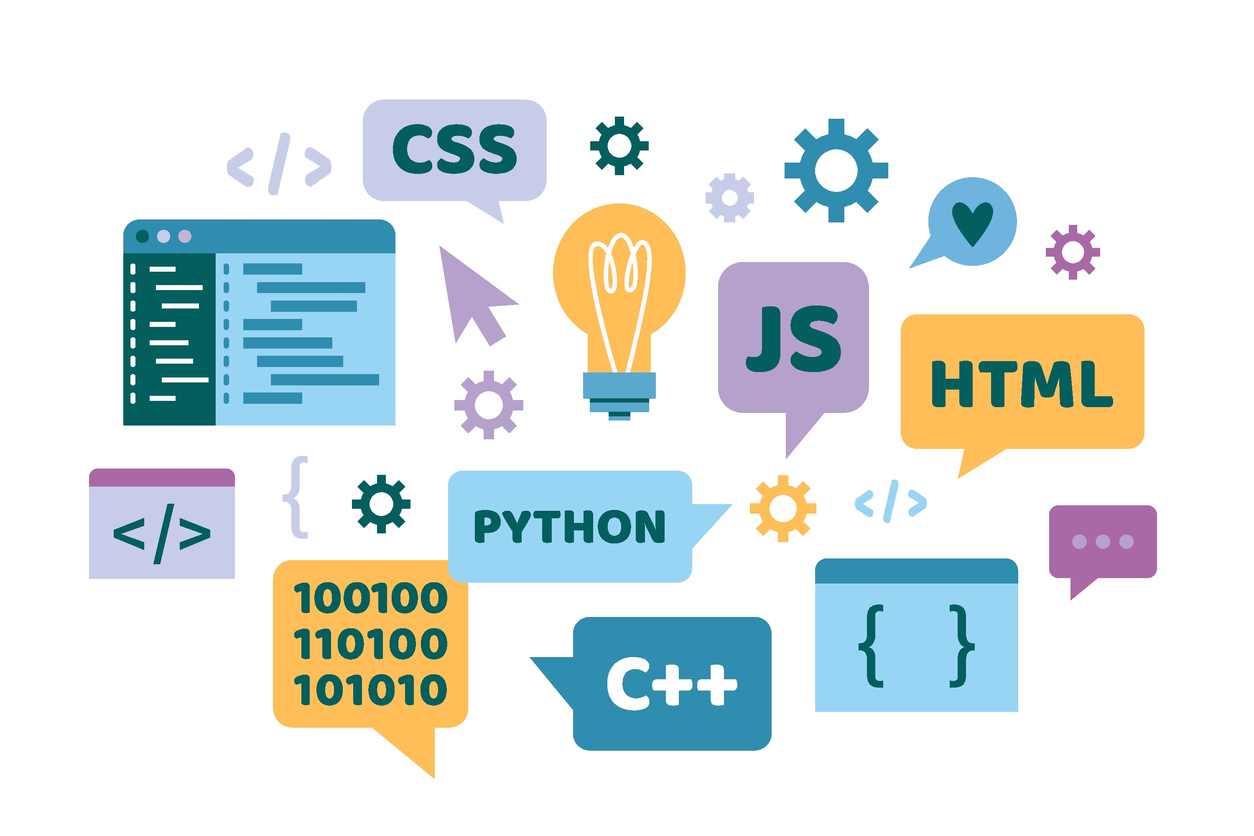 </>
CSS
JS
HTML
</>
{
PYTHON
</>
100100
110100
101010
C++
{ }